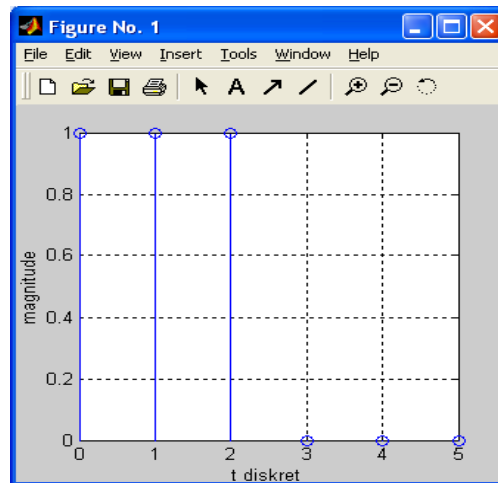 Figure No. 1
File Edit View Insert Tools Window Help
A
1
0.8
0.6
0.4
0.2
0
magnitude
0 1 2 3 4 5
t diskret